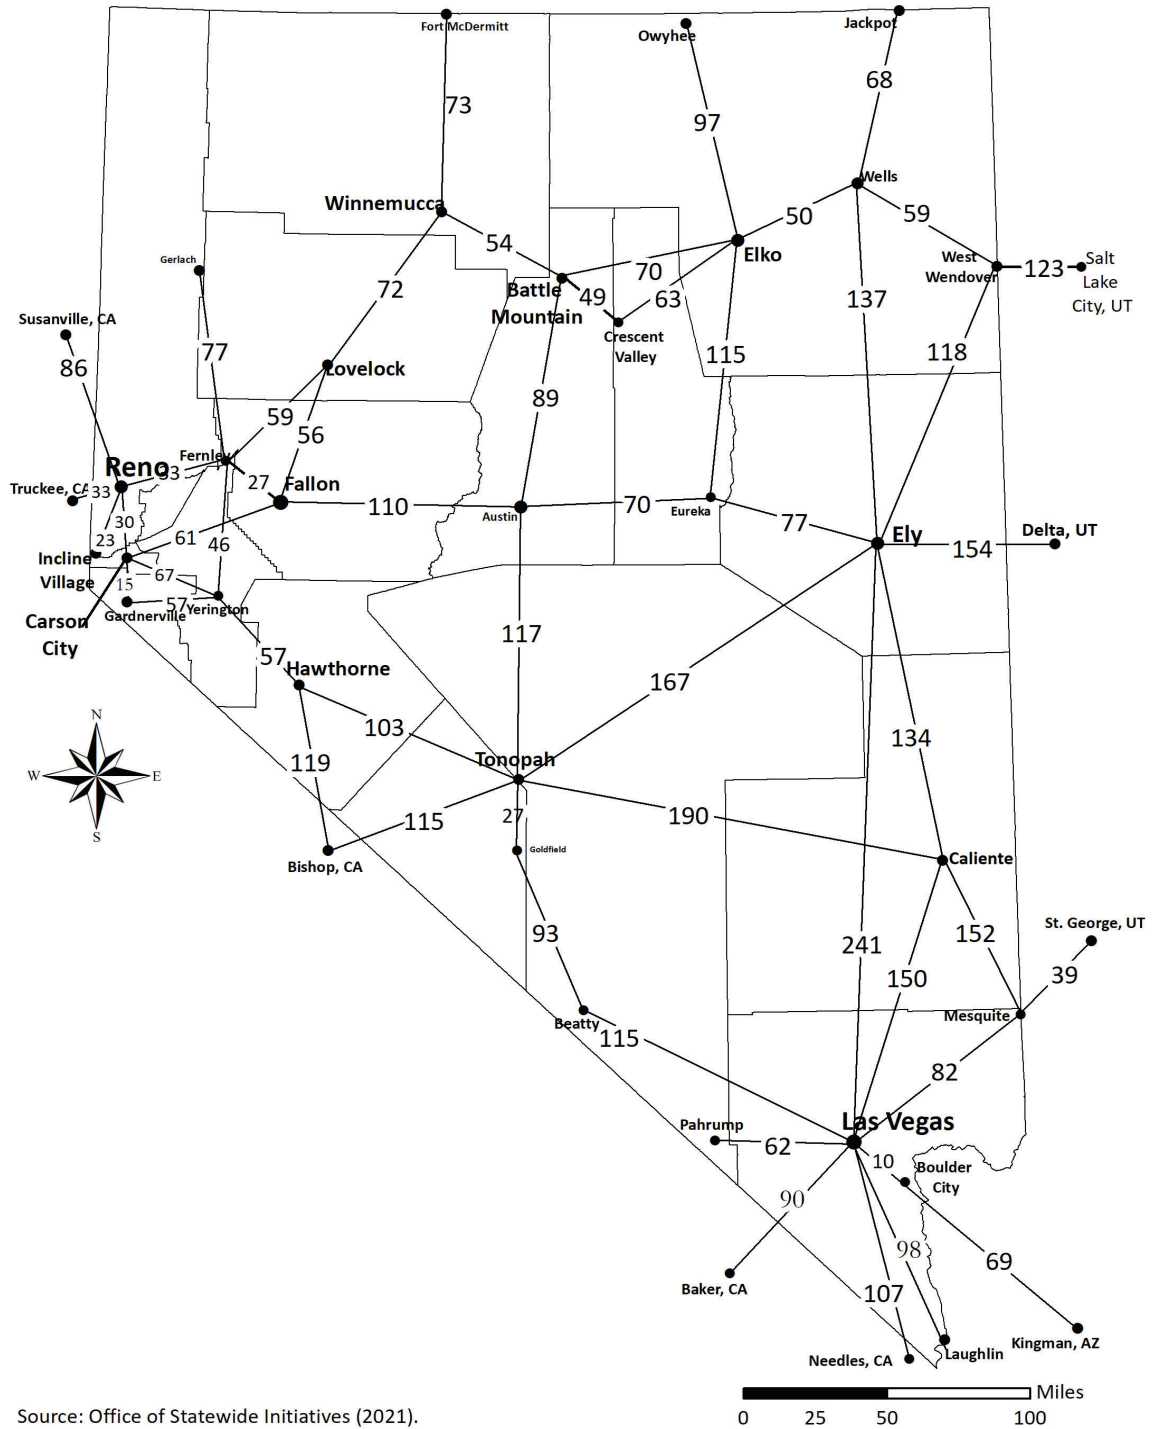 Fort McDermitt
Owyhee
Jackpot
68
73
97
Wells
Winnemucca
50
59
54
Elko
West
Wendover
123
Salt
Lake
City, UT
Gerlach
70
72
Battle
Mountain
49
63
137
Susanville, CA
Crescent
Valley
77
115
118
86
Lovelock
89
59
56
Fernley
Reno
33
27
Fallon
Truckee, CA
33
110
Austin
70
Eureka
77
Ely
154
Delta, UT
30
23
61
46
Incline
Village
15
67
57
Yerington
Gardnerville
Carson
City
117
57
Hawthorne
167
N
W
E
S
103
134
119
Tonopah
115
27
190
Goldfield
Bishop, CA
Caliente
St. George, UT
93
241
152
150
39
Beatty
Mesquite
115
82
Pahrump
Las Vegas
62
10
Boulder
City
90
98
69
Baker, CA
107
Kingman, AZ
Needles, CA
Laughlin
Miles
0 25 50 100
Source: Office of Statewide Initiatives (2021).